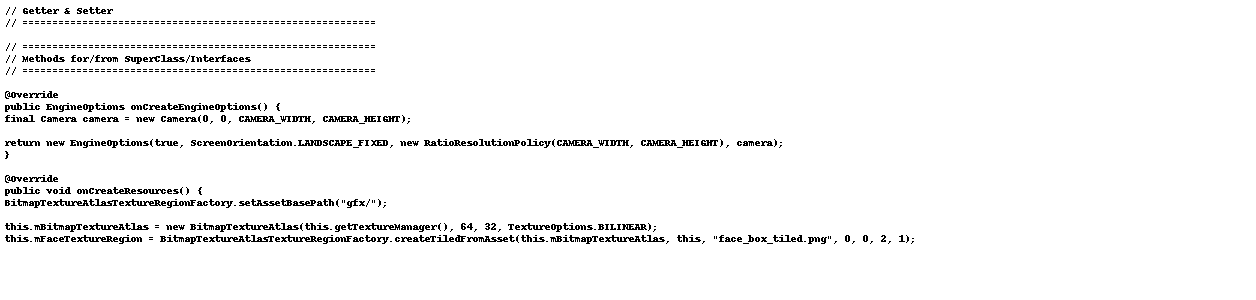 // Getter & Setter
// ===========================================================
// ===========================================================
// Methods for/from SuperClass/Interfaces
// ===========================================================
@Override
public EngineOptions onCreateEngineOptions() {
final Camera camera = new Camera(0, 0, CAMERA_WIDTH, CAMERA_HEIGHT);
return new EngineOptions(true, ScreenOrientation.LANDSCAPE_FIXED, new RatioResolutionPolicy(CAMERA_WIDTH, CAMERA_HEIGHT), camera);
}
@Override
public void onCreateResources() {
BitmapTextureAtlasTextureRegionFactory.setAssetBasePath("gfx/");
this.mBitmapTextureAtlas = new BitmapTextureAtlas(this.getTextureManager(), 64, 32, TextureOptions.BILINEAR);
this.mFaceTextureRegion = BitmapTextureAtlasTextureRegionFactory.createTiledFromAsset(this.mBitmapTextureAtlas, this, "face_box_tiled.png", 0, 0, 2, 1);